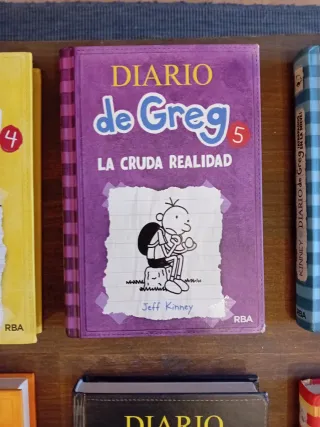 DIARIO
de Greg 5
LA CRUDA REALIDAD
Jeff Kinney
RBA
4
RBA
KINNEY - DIARIO de Greg
RBA
DIARIO